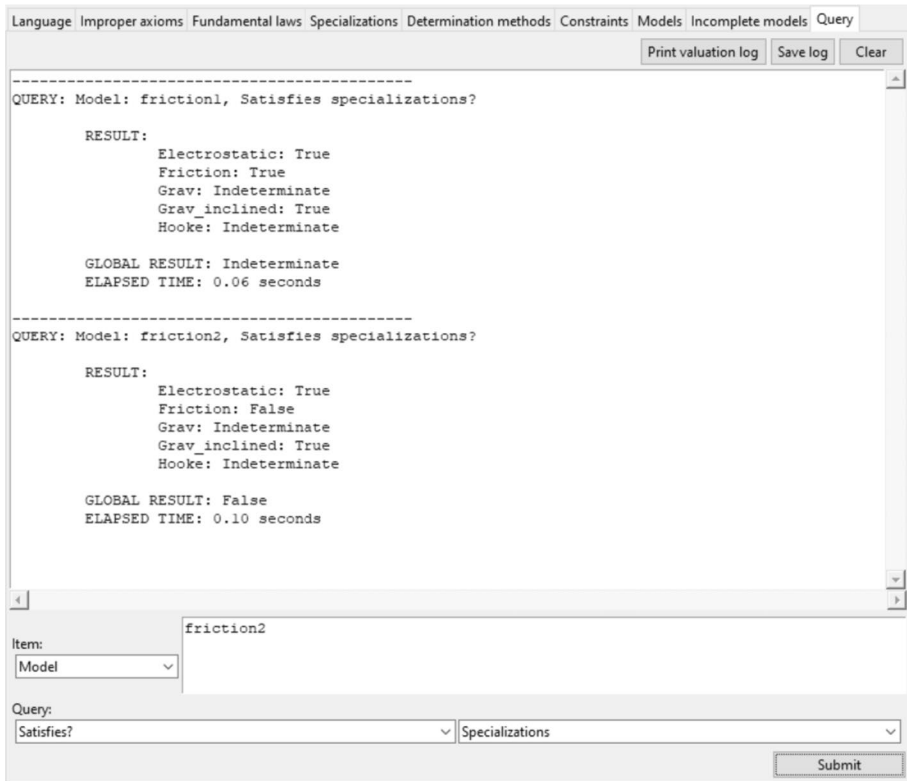 Language Improper axioms Fundamental laws Specializations Determination methods Constraints Models Incomplete models Query
Print valuation log Save log Clear
--------------------------------------------
QUERY: Model: friction1, Satisfies specializations?
RESULT:
Electrostatic: True
Friction: True
Grav: Indeterminate
Grav_inclined: True
Hooke: Indeterminate
GLOBAL RESULT: Indeterminate
ELAPSED TIME: 0.06 seconds
--------------------------------------------
QUERY: Model: friction2, Satisfies specializations?
RESULT:
Electrostatic: True
Friction: False
Grav: Indeterminate
Grav_inclined: True
Hooke: Indeterminate
GLOBAL RESULT: False
ELAPSED TIME: 0.10 seconds
friction2
Item:
Model
Query:
Satisfies? Specializations
Submit